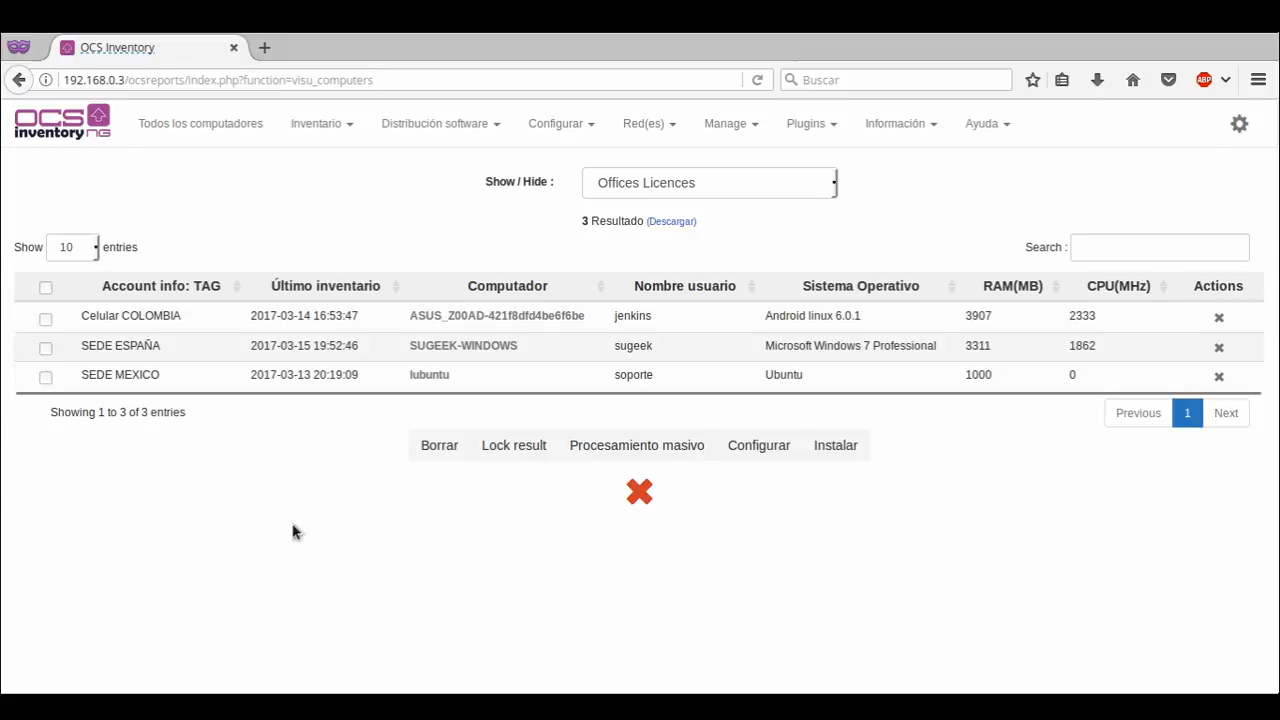 OCS Inventory
192.168.0.3/ocsreports/index.php?function=visu_computers
Buscar
ABP
OCS inventory NG
Todos los computadores Inventario Distribución software Configurar Red(es) Manage Plugins Información Ayuda
Show / Hide : Offices Licences
3 Resultado (Descargar)
Show 10 entries Search :
Account info: TAG Último inventario Computador Nombre usuario Sistema Operativo RAM(MB) CPU(MHz) Actions
Celular COLOMBIA 2017-03-14 16:53:47 ASUS_Z00AD-421f8dfd4be6f6be jenkins Android linux 6.0.1 3907 2333
SEDE ESPAÑA 2017-03-15 19:52:46 SUGEEK-WINDOWS sugeek Microsoft Windows 7 Professional 3311 1862
SEDE MEXICO 2017-03-13 20:19:09 lubuntu soporte Ubuntu 1000 0
Showing 1 to 3 of 3 entries Previous 1 Next
Borrar Lock result Procesamiento masivo Configurar Instalar